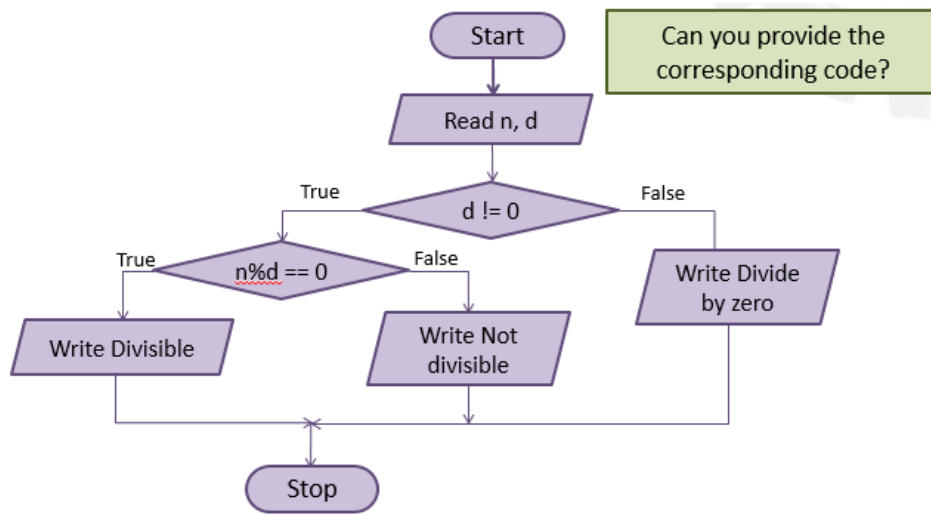 Start
Can you provide the
corresponding code?
Read n, d
True
False
d != 0
True
False
n%d == 0
Write Divide
by zero
Write Divisible
Write Not
divisible
Stop